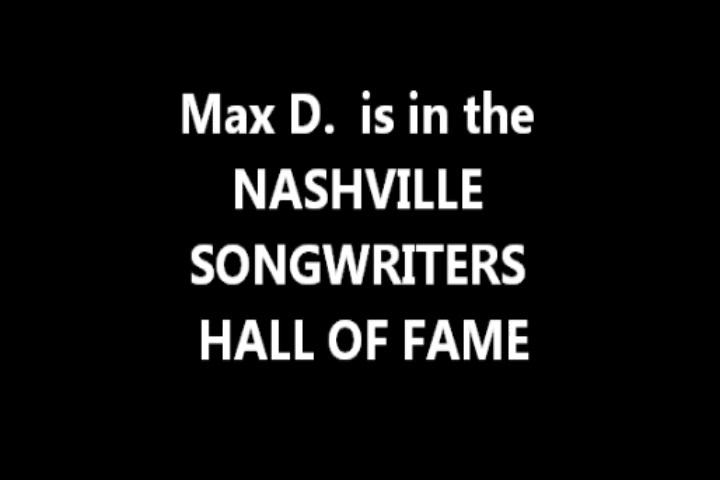 Max D.  is in the
NASHVILLE
SONGWRITERS
HALL OF FAME